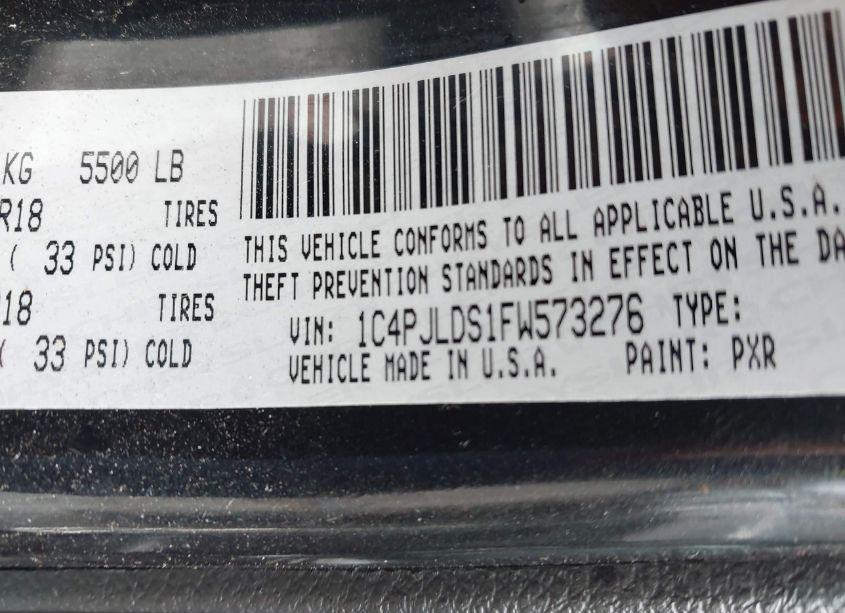 KG 5500 LB
R18 TIRES
( 33 PSI) COLD
18 TIRES
( 33 PSI) COLD
THIS VEHICLE CONFORMS TO ALL APPLICABLE U.S.A.
THEFT PREVENTION STANDARDS IN EFFECT ON THE DA
VIN: 1C4PJLDS1FW573276 TYPE:
VEHICLE MADE IN U.S.A. PAINT: PXR